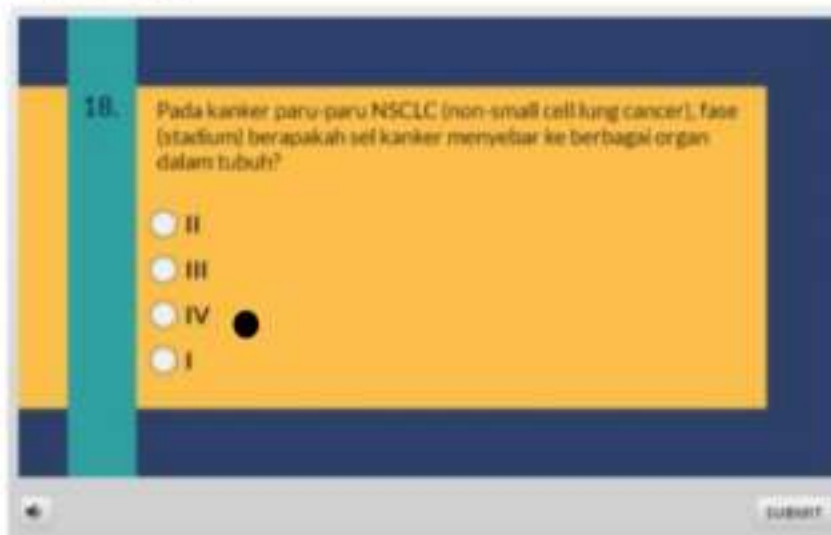 18.
Pada kanker paru-paru NSCLC (non-small cell lung cancer), fase
(stadium) berapakah sel kanker menyebar ke berbagai organ
dalam tubuh?
II
III
IV
I
SUBMIT